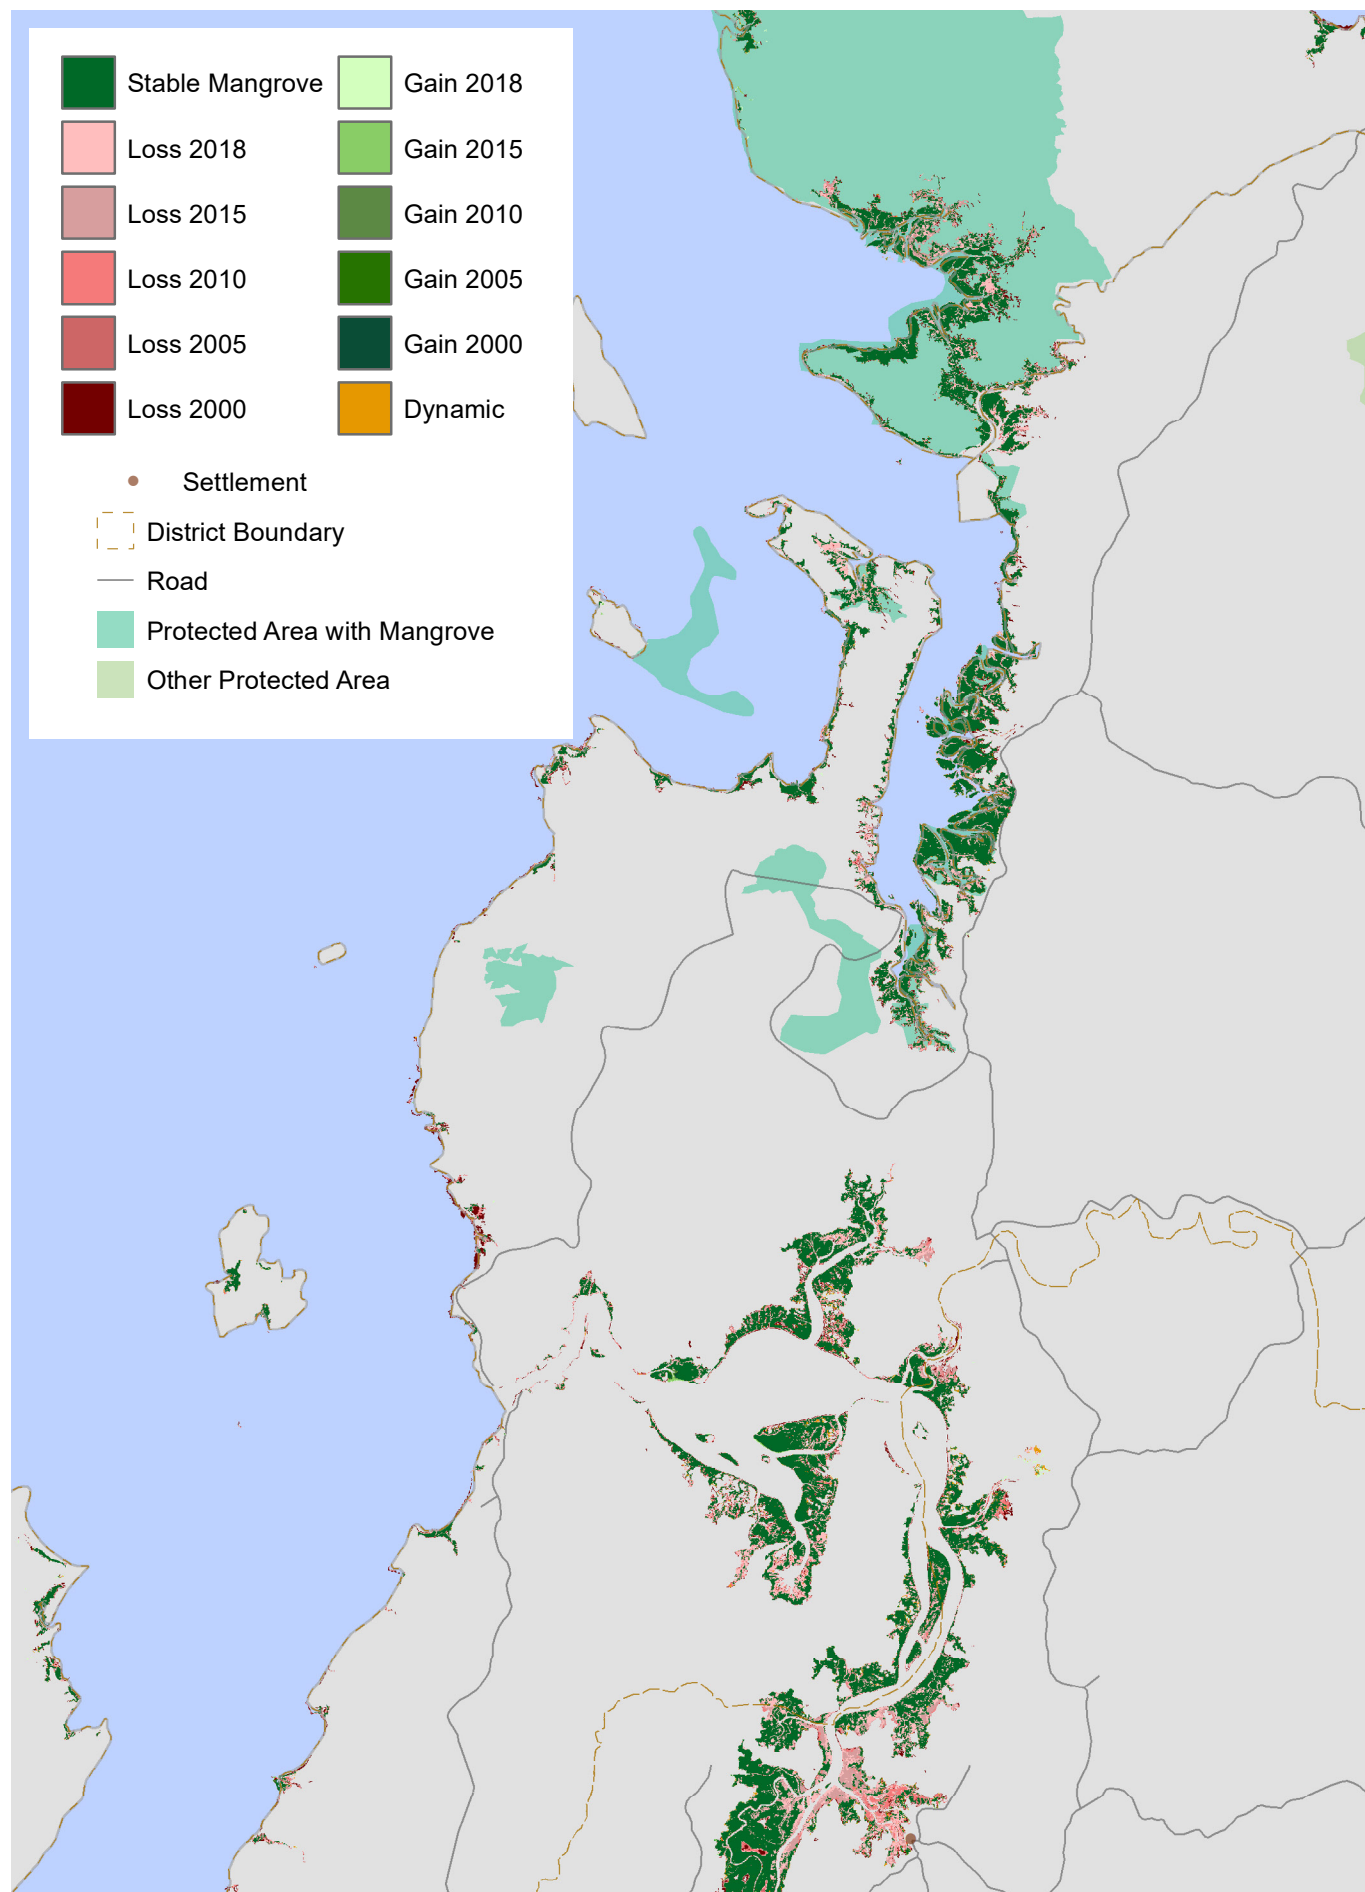 Stable Mangrove
Loss 2018
Loss 2015
Loss 2010
Loss 2005
Loss 2000
Gain 2018
Gain 2015
Gain 2010
Gain 2005
Gain 2000
Dynamic
Settlement
District Boundary
Road
Protected Area with Mangrove
Other Protected Area